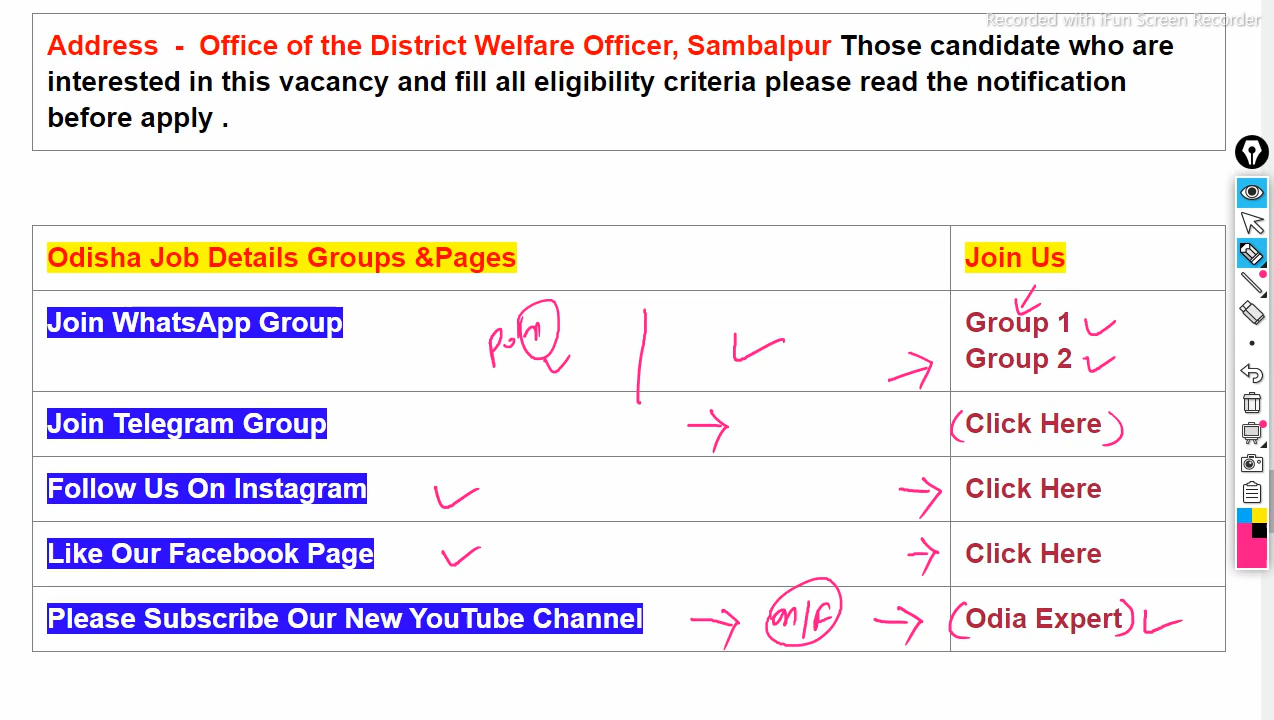 Recorded with iFun Screen Recorder
Address - Office of the District Welfare Officer, Sambalpur Those candidate who are
interested in this vacancy and fill all eligibility criteria please read the notification
before apply .
Odisha Job Details Groups &Pages
Join Us
Join WhatsApp Group
Group 1
Group 2
Join Telegram Group
Click Here
Follow Us On Instagram
Click Here
Like Our Facebook Page
Click Here
Please Subscribe Our New YouTube Channel
M/F
Odia Expert